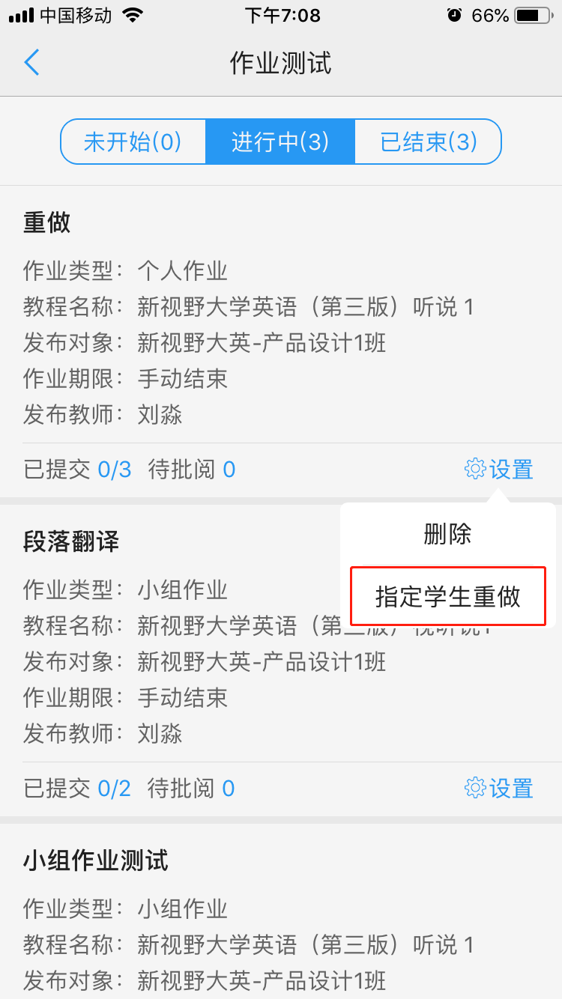 中国移动 下午7:08 66%
作业测试
未开始(0) 进行中(3) 已结束(3)
重做
作业类型：个人作业
教程名称：新视野大学英语（第三版）听说 1
发布对象：新视野大英-产品设计1班
作业期限：手动结束
发布教师：刘淼
已提交 0/3 待批阅 0 设置
删除
指定学生重做
段落翻译
作业类型：小组作业
教程名称：新视野大学英语（第三版）视听说1
发布对象：新视野大英-产品设计1班
作业期限：手动结束
发布教师：刘淼
已提交 0/2 待批阅 0 设置
小组作业测试
作业类型：小组作业
教程名称：新视野大学英语（第三版）听说 1
发布对象：新视野大英-产品设计1班